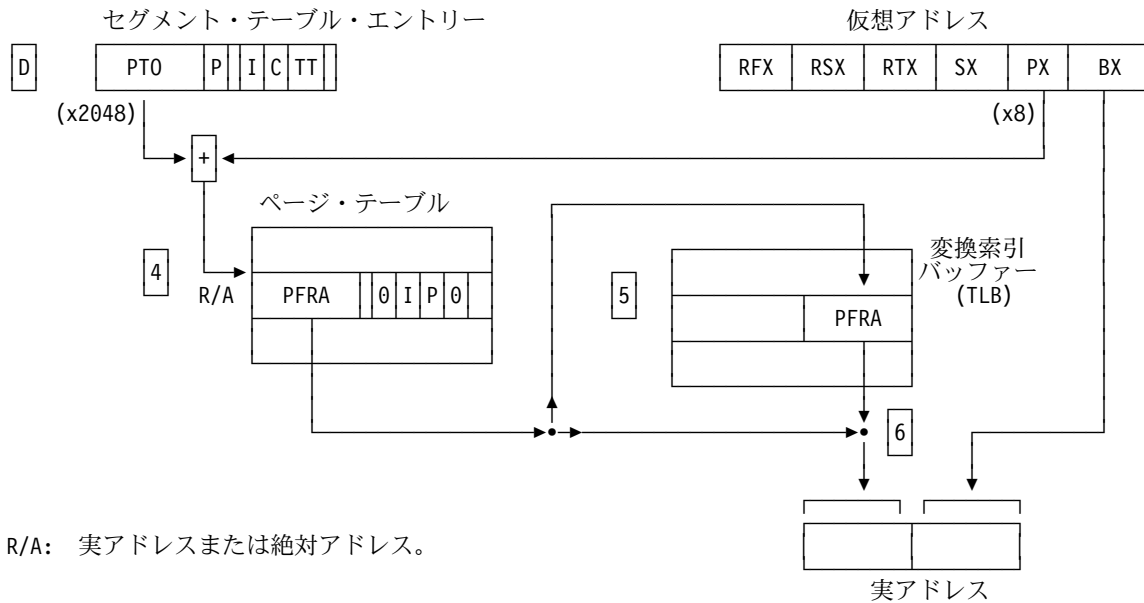 セグメント・テーブル・エントリー
仮想アドレス
D
PTO P I C TT
RFX RSX RTX SX PX BX
(x2048)
(x8)
+
ページ・テーブル
変換索引
バッファー
(TLB)
4
R/A
PFRA 0 I P 0
5
PFRA
6
R/A: 実アドレスまたは絶対アドレス。
実アドレス